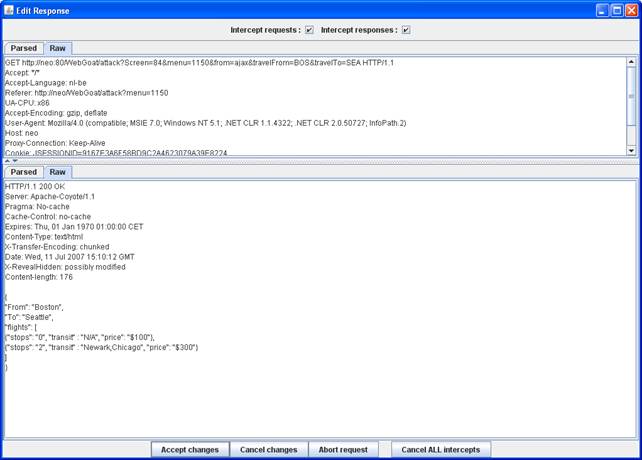 Edit Response
Intercept requests : Intercept responses :
Parsed Raw
GET http://neo:80/WebGoat/attack?Screen=84&menu=1150&from=ajax&travelFrom=BOS&travelTo=SEA HTTP/1.1
Accept: */*
Accept-Language: nl-be
Referer: http://neo/WebGoat/attack?menu=1150
UA-CPU: x86
Accept-Encoding: gzip, deflate
User-Agent: Mozilla/4.0 (compatible; MSIE 7.0; Windows NT 5.1; .NET CLR 1.1.4322; .NET CLR 2.0.50727; InfoPath.2)
Host: neo
Proxy-Connection: Keep-Alive
Cookie: JSESSIONID=9167E3A6F58BD9C2A4623079A39F8224
Parsed Raw
HTTP/1.1 200 OK
Server: Apache-Coyote/1.1
Pragma: No-cache
Cache-Control: no-cache
Expires: Thu, 01 Jan 1970 01:00:00 CET
Content-Type: text/html
X-Transfer-Encoding: chunked
Date: Wed, 11 Jul 2007 15:10:12 GMT
X-RevealHidden: possibly modified
Content-length: 176
{
"From": "Boston",
"To": "Seattle",
"flights": [
{"stops": "0", "transit" : "N/A", "price": "$100"},
{"stops": "2", "transit" : "Newark,Chicago", "price": "$300"}
]
}
Accept changes Cancel changes Abort request Cancel ALL intercepts